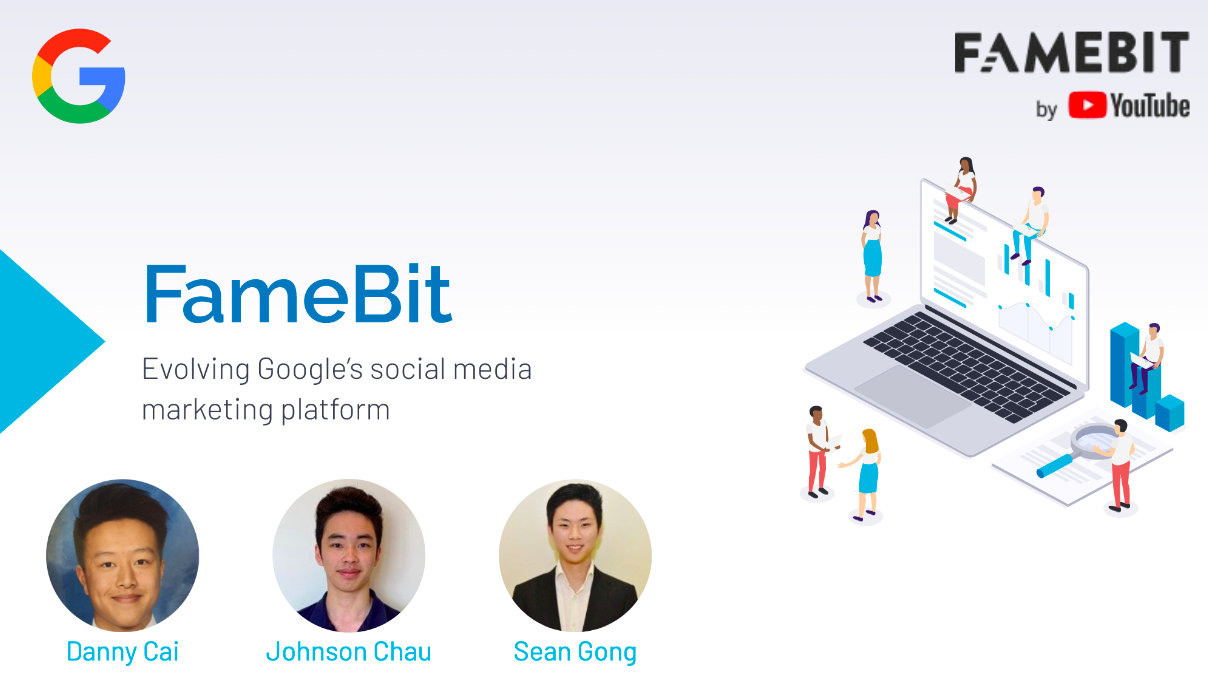 FAMEBIT
by YouTube
FameBit
Evolving Google’s social media
marketing platform
Danny Cai
Johnson Chau
Sean Gong